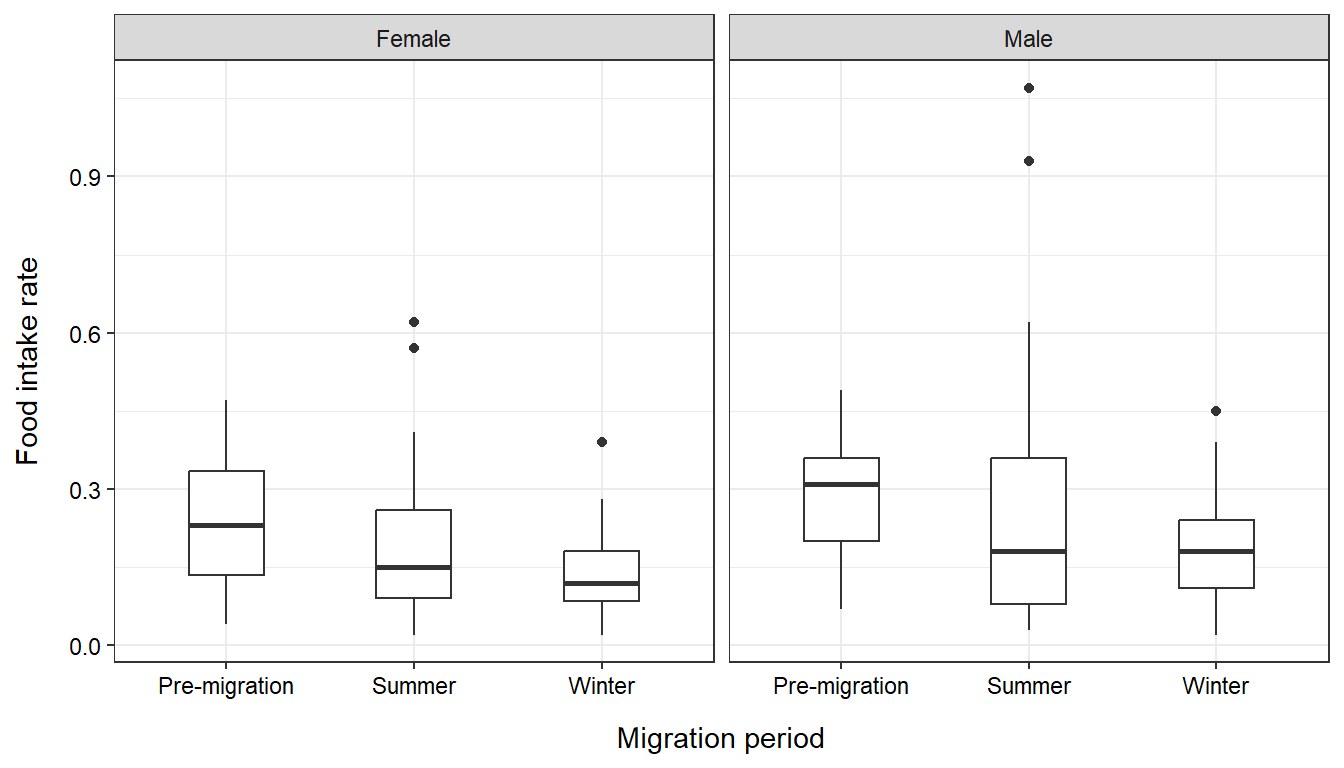 Female Male
Food intake rate
0.9
0.6
0.3
0.0
Pre-migration Summer Winter Pre-migration Summer Winter
Migration period